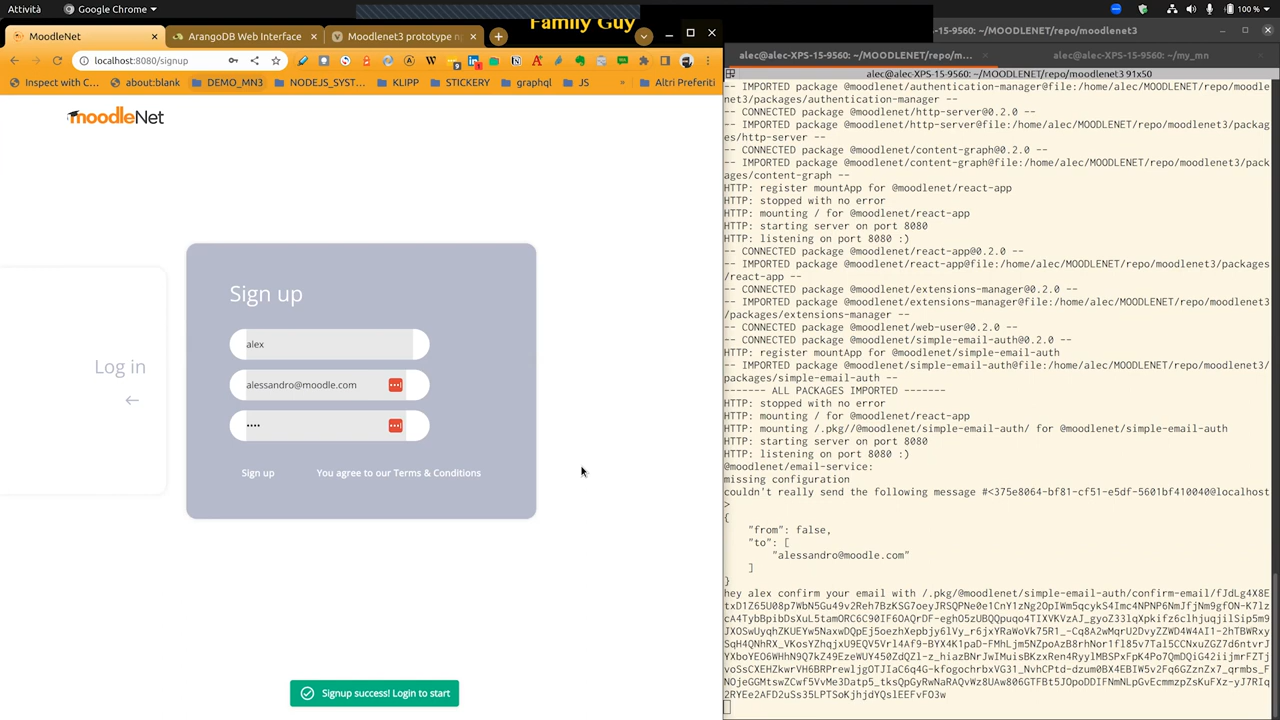 Attività
Google Chrome
Family Guy
100 %
MoodleNet
ArangoDB Web Interface
Moodlenet3 prototype n
localhost:8080/signup
Inspect with C...
about:blank
DEMO_MN3
NODEJS_SYST...
KLIPP
STICKERY
graphql
JS
»
Altri Preferiti
moodleNet
Log in
←
Sign up
alex
alessandro@moodle.com
••••
Sign up
You agree to our Terms & Conditions
Signup success! Login to start
-XPS-15-9560: ~/MOODLENET/repo/moodlenet3
alec@alec-XPS-15-9560: ~/MOODLENET/repo/m...
alec@alec-XPS-15-9560: ~/my_mn
alec@alec-XPS-15-9560: ~/MOODLENET/repo/moodlenet3 91x50
-- IMPORTED package @moodlenet/authentication-manager@file:/home/alec/MOODLENET/repo/moodle
net3/packages/authentication-manager --
-- CONNECTED package @moodlenet/http-server@0.2.0 --
-- IMPORTED package @moodlenet/http-server@file:/home/alec/MOODLENET/repo/moodlenet3/packag
es/http-server --
-- CONNECTED package @moodlenet/content-graph@0.2.0 --
-- IMPORTED package @moodlenet/content-graph@file:/home/alec/MOODLENET/repo/moodlenet3/pack
ages/content-graph --
HTTP: register mountApp for @moodlenet/react-app
HTTP: stopped with no error
HTTP: mounting / for @moodlenet/react-app
HTTP: starting server on port 8080
HTTP: listening on port 8080 :)
-- CONNECTED package @moodlenet/react-app@0.2.0 --
-- IMPORTED package @moodlenet/react-app@file:/home/alec/MOODLENET/repo/moodlenet3/packages
/react-app --
-- CONNECTED package @moodlenet/extensions-manager@0.2.0 --
-- IMPORTED package @moodlenet/extensions-manager@file:/home/alec/MOODLENET/repo/moodlenet3
/packages/extensions-manager --
-- CONNECTED package @moodlenet/web-user@0.2.0 --
-- CONNECTED package @moodlenet/simple-email-auth@0.2.0 --
HTTP: register mountApp for @moodlenet/simple-email-auth
-- IMPORTED package @moodlenet/simple-email-auth@file:/home/alec/MOODLENET/repo/moodlenet3/
packages/simple-email-auth --
------- ALL PACKAGES IMPORTED -------
HTTP: stopped with no error
HTTP: mounting / for @moodlenet/react-app
HTTP: mounting /.pkg//@moodlenet/simple-email-auth/ for @moodlenet/simple-email-auth
HTTP: starting server on port 8080
HTTP: listening on port 8080 :)
@moodlenet/email-service:
missing configuration
couldn't really send the following message #<375e8064-bf81-cf51-e5df-5601bf410040@localhost
>
{
"from": false,
"to": [
"alessandro@moodle.com"
]
}
hey alex confirm your email with